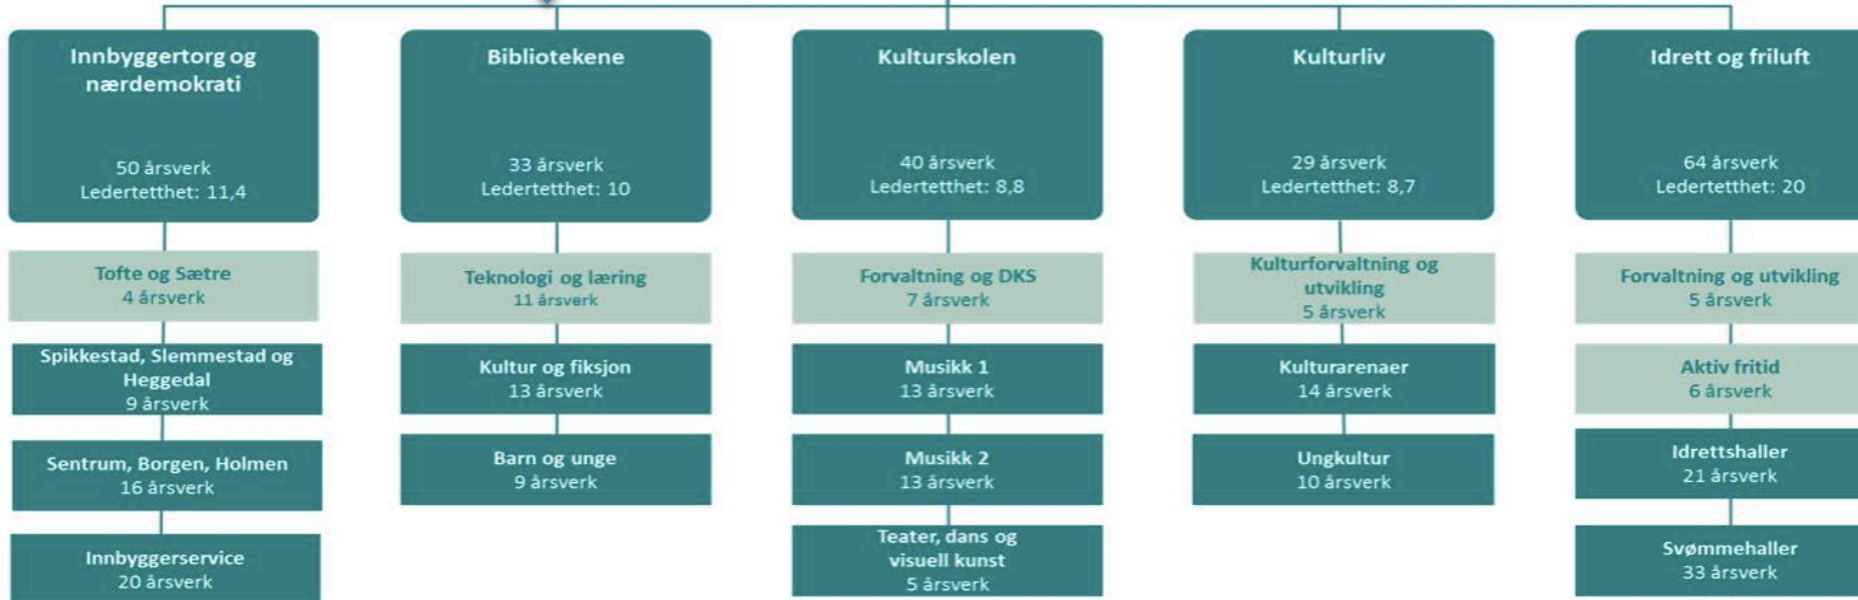 Innbyggertorg og
nærdemokrati
50 årsverk
Ledertetthet: 11,4
Tofte og Sætre
4 årsverk
Spikkestad, Slemmestad og
Heggedal
9 årsverk
Sentrum, Borgen, Holmen
16 årsverk
Innbyggerservice
20 årsverk
Bibliotekene
33 årsverk
Ledertetthet: 10
Teknologi og læring
11 årsverk
Kultur og fiksjon
13 årsverk
Barn og unge
9 årsverk
Kulturskolen
40 årsverk
Ledertetthet: 8,8
Forvaltning og DKS
7 årsverk
Musikk 1
13 årsverk
Musikk 2
13 årsverk
Teater, dans og
visuell kunst
5 årsverk
Kulturliv
29 årsverk
Ledertetthet: 8,7
Kulturforvaltning og
utvikling
5 årsverk
Kulturarenaer
14 årsverk
Ungkultur
10 årsverk
Idrett og friluft
64 årsverk
Ledertetthet: 20
Forvaltning og utvikling
5 årsverk
Aktiv fritid
6 årsverk
Idrettshaller
21 årsverk
Svømmehaller
33 årsverk